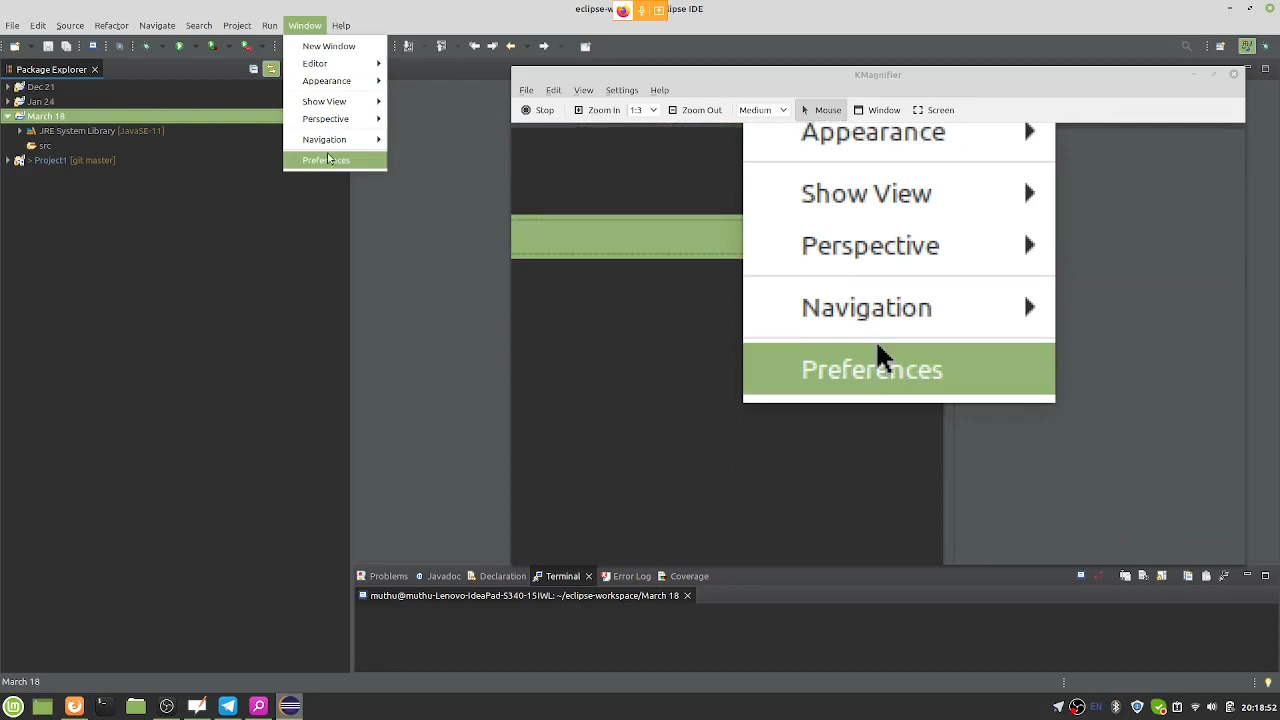 eclipse-w
ipse IDE
File Edit Source Refactor Navigate Search Project Run Window Help
New Window
Editor
Appearance
Show View
Perspective
Navigation
Preferences
Package Explorer
Dec21
Jan 24
March 18
JRE System Library [JavaSE-11]
src
> Project1 [git master]
KMagnifier
File Edit View Settings Help
Stop Zoom In 1:3 Zoom Out Medium Mouse Window Screen
Appearance
Show View
Perspective
Navigation
Preferences
Problems Javadoc Declaration Terminal Error Log Coverage
muthu@muthu-Lenovo-IdeaPad-S340-15IWL: ~/eclipse-workspace/March 18
March 18
EN 20:18:52